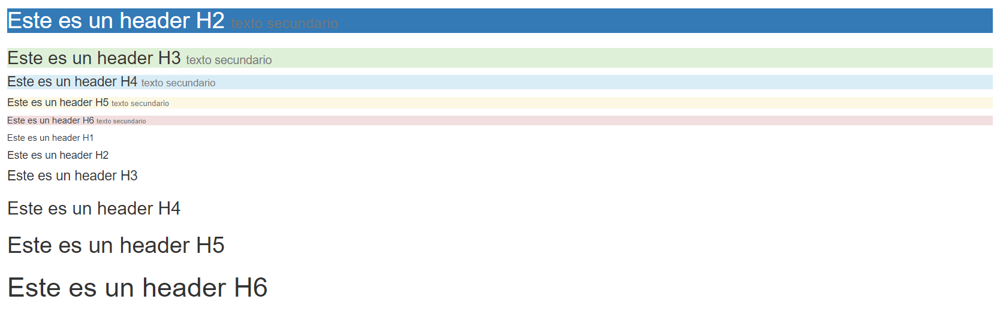 Este es un header H2 texto secundario
Este es un header H3 texto secundario
Este es un header H4 texto secundario
Este es un header H5 texto secundario
Este es un header H6 texto secundario
Este es un header H1
Este es un header H2
Este es un header H3
Este es un header H4
Este es un header H5
Este es un header H6